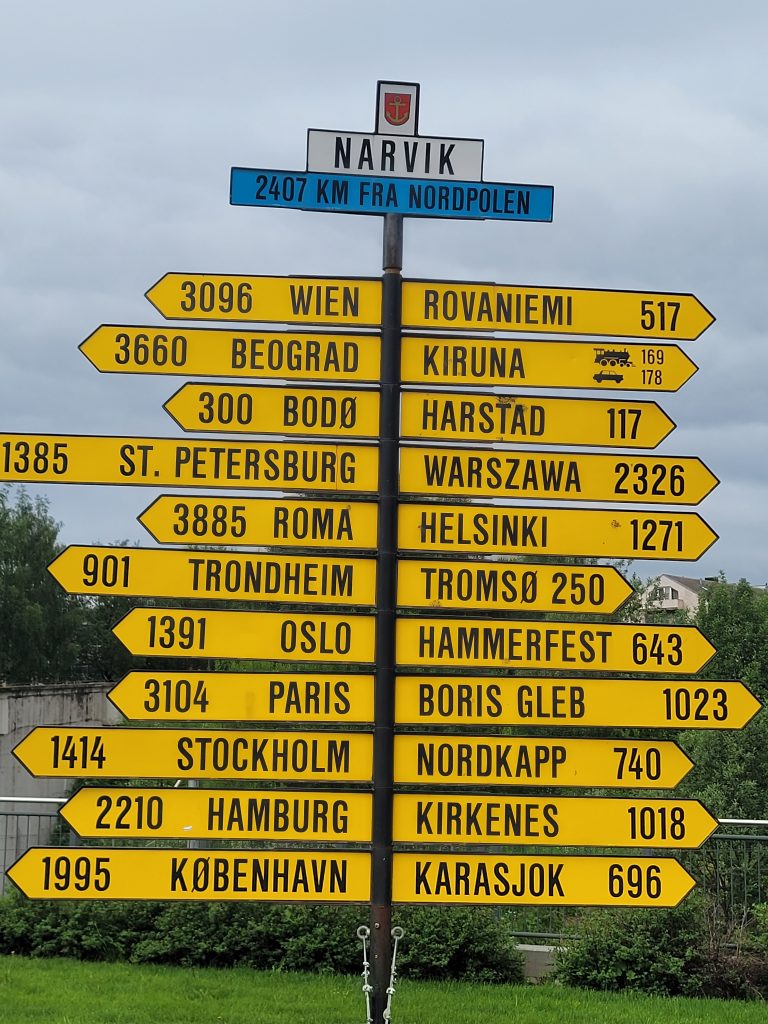 NARVIK
2407 KM FRA NORDPOLEN
3096 WIEN
ROVANIEMI 517
3660 BEOGRAD
KIRUNA 169
178
300 BODØ
HARSTAD 117
1385 ST. PETERSBURG
WARSZAWA 2326
3885 ROMA
HELSINKI 1271
901 TRONDHEIM
TROMSØ 250
1391 OSLO
HAMMERFEST 643
3104 PARIS
BORIS GLEB 1023
1414 STOCKHOLM
NORDKAPP 740
2210 HAMBURG
KIRKENES 1018
1995 KØBENHAVN
KARASJOK 696